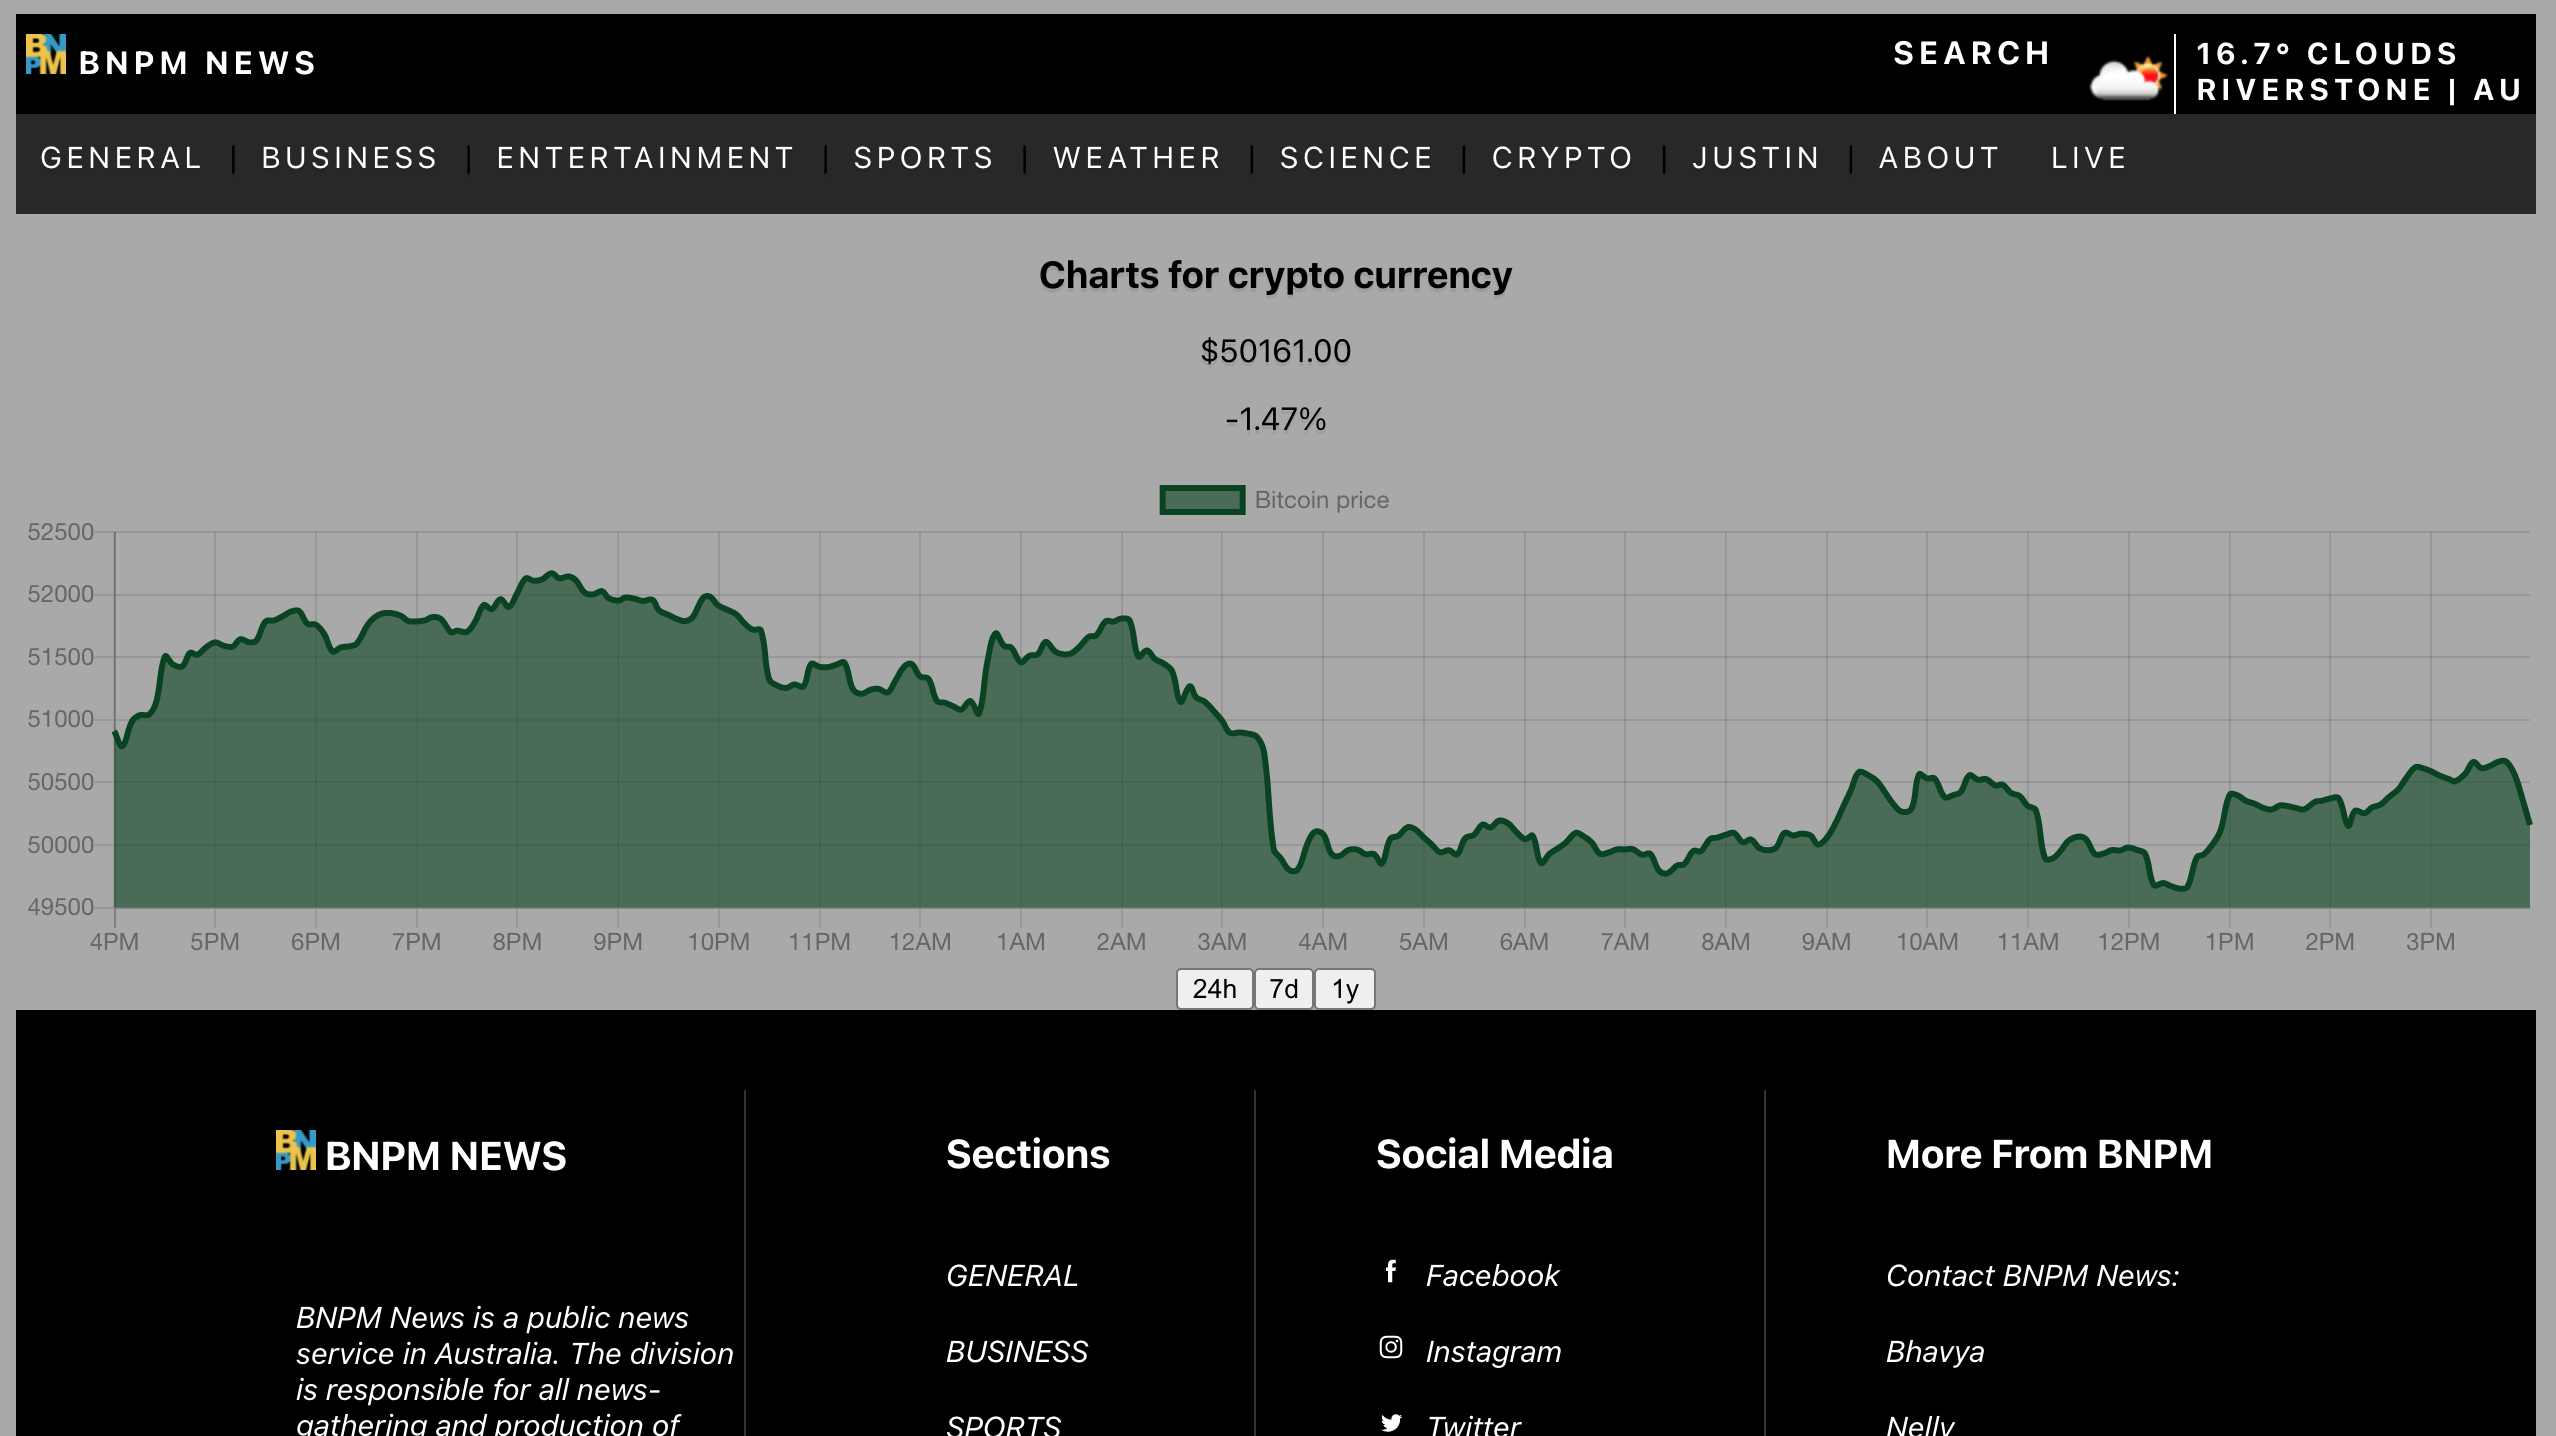 BNPM NEWS
SEARCH
16.7° CLOUDS
RIVERSTONE | AU
GENERAL | BUSINESS | ENTERTAINMENT | SPORTS | WEATHER | SCIENCE | CRYPTO | JUSTIN | ABOUT LIVE
Charts for crypto currency
$50161.00
-1.47%
Bitcoin price
52500
52000
51500
51000
50500
50000
49500
4PM 5PM 6PM 7PM 8PM 9PM 10PM 11PM 12AM 1AM 2AM 3AM 4AM 5AM 6AM 7AM 8AM 9AM 10AM 11AM 12PM 1PM 2PM 3PM
24h 7d 1y
BNPM NEWS
BNPM News is a public news
service in Australia. The division
is responsible for all news-
gathering and production of
Sections
GENERAL
BUSINESS
SPORTS
Social Media
Facebook
Instagram
Twitter
More From BNPM
Contact BNPM News:
Bhavya
Nelly